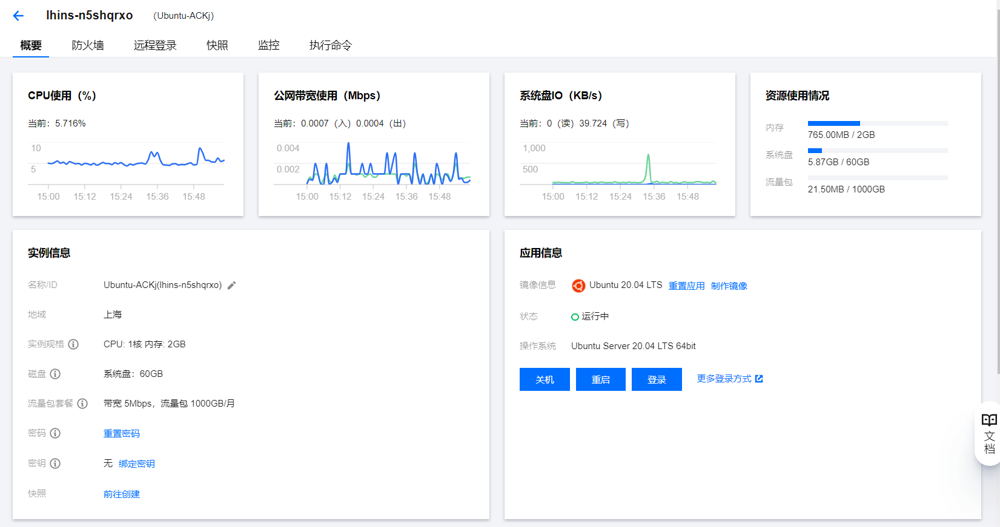 lhins-n5shqrxo （Ubuntu-ACKj）
概要 防火墙 远程登录 快照 监控 执行命令
CPU使用（%）
当前：5.716%
10
5
15:00 15:12 15:24 15:36 15:48
公网带宽使用（Mbps）
当前：0.0007（入）0.0004（出）
0.004
0.002
15:00 15:12 15:24 15:36 15:48
系统盘IO（KB/s）
当前：0（读）39.724（写）
1,000
500
15:00 15:12 15:24 15:36 15:48
资源使用情况
内存
765.00MB / 2GB
系统盘
5.87GB / 60GB
流量包
21.50MB / 1000GB
实例信息
名称/ID Ubuntu-ACKj(lhins-n5shqrxo)
地域 上海
实例规格 CPU: 1核 内存: 2GB
磁盘 系统盘：60GB
流量包套餐 带宽 5Mbps，流量包 1000GB/月
密码 重置密码
密钥 无 绑定密钥
快照 前往创建
应用信息
镜像信息 Ubuntu 20.04 LTS 重置应用 制作镜像
状态 运行中
操作系统 Ubuntu Server 20.04 LTS 64bit
关机 重启 登录 更多登录方式
文
档